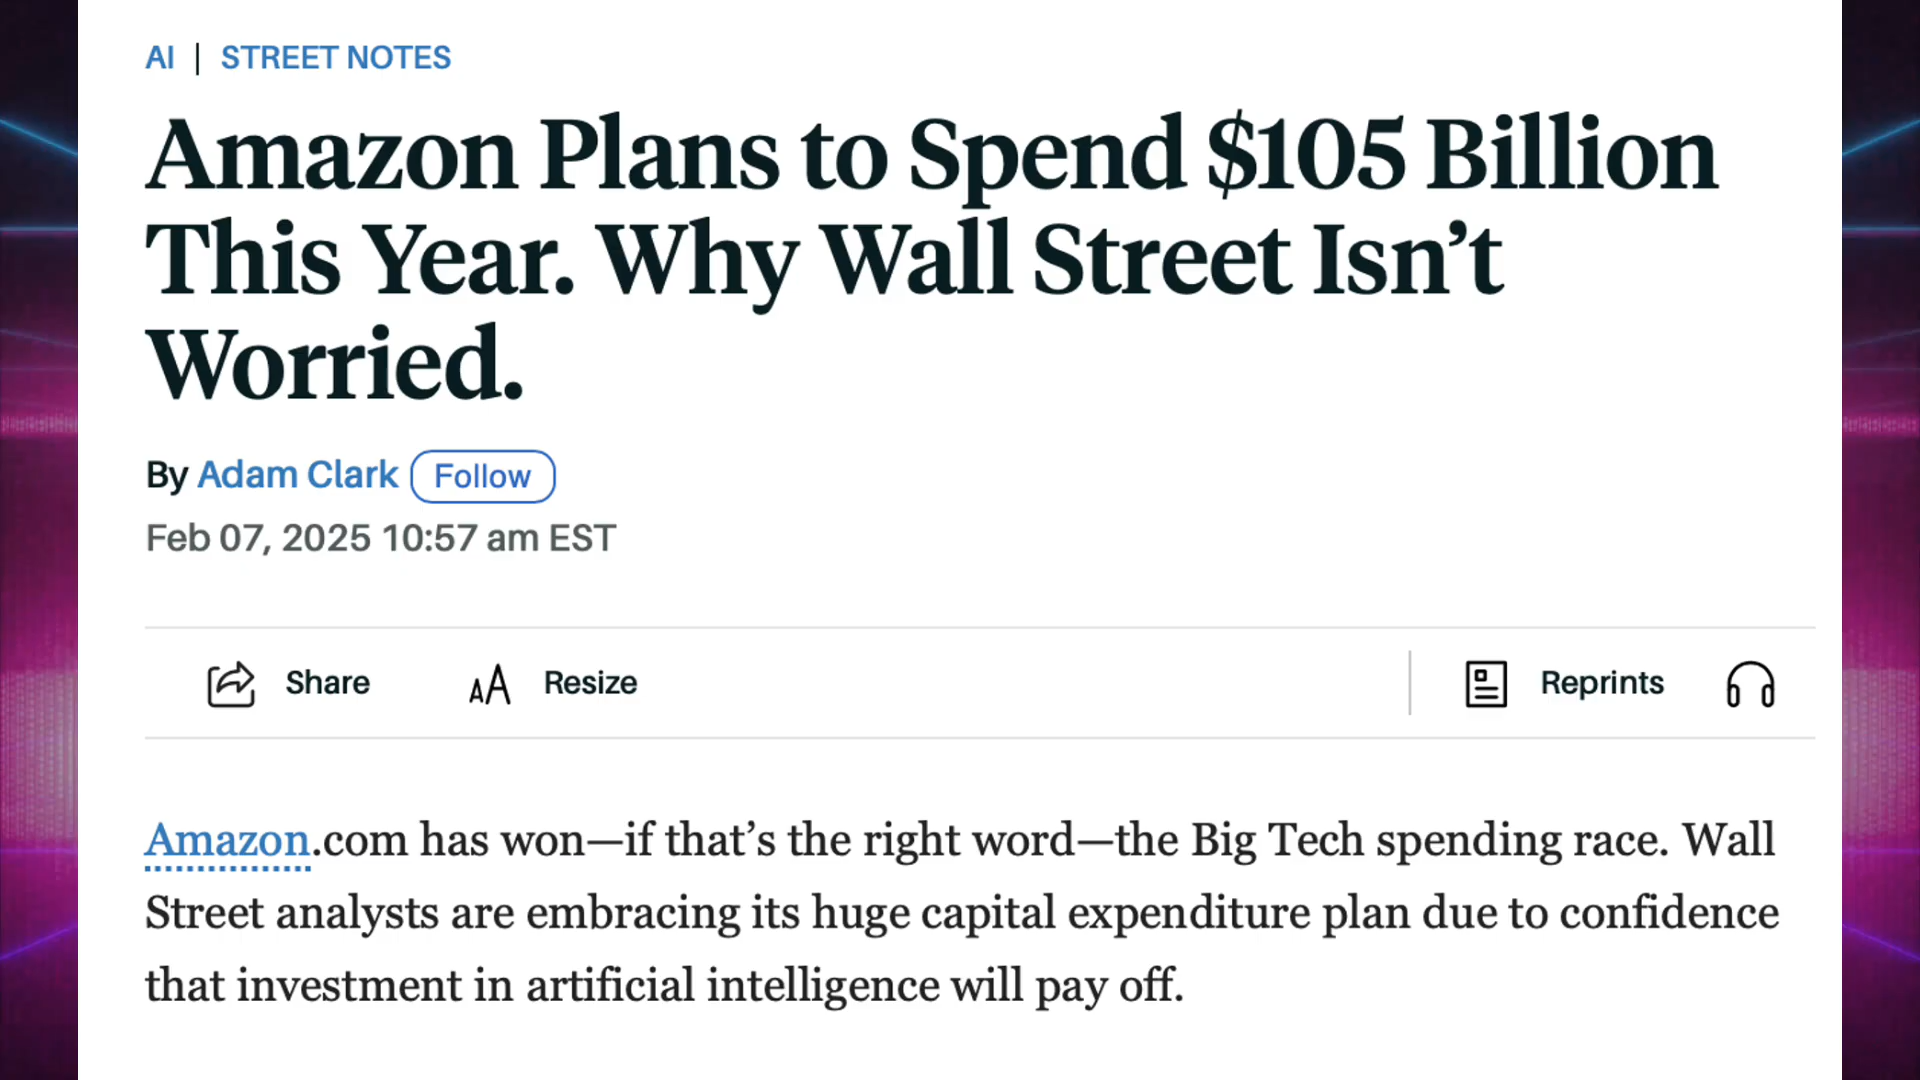 AI | STREET NOTES
Amazon Plans to Spend $105 Billion
This Year. Why Wall Street Isn’t
Worried.
By Adam Clark Follow
Feb 07, 2025 10:57 am EST
Share AA Resize Reprints
Amazon.com has won—if that’s the right word—the Big Tech spending race. Wall
Street analysts are embracing its huge capital expenditure plan due to confidence
that investment in artificial intelligence will pay off.